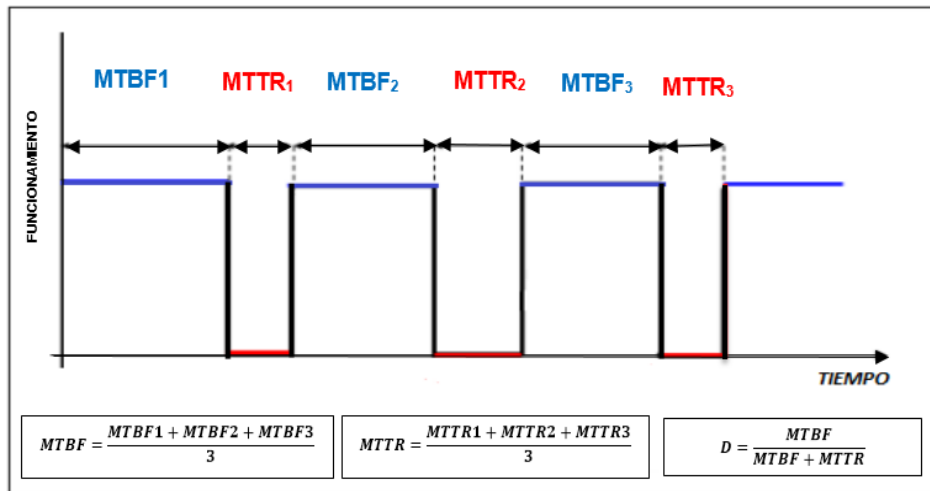 MTBF1 MTTR₁ MTBF₂ MTTR₂ MTBF₃ MTTR₃
FUNCIONAMIENTO
TIEMPO
MTBF = (MTBF1 + MTBF2 + MTBF3)/3
MTTR = (MTTR1 + MTTR2 + MTTR3)/3
D = MTBF/(MTBF + MTTR)